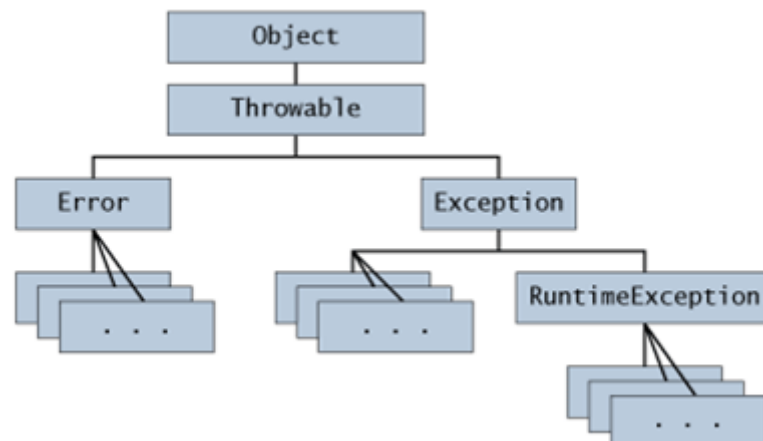 Object
Throwable
Error
Exception
. . .
. . .
RuntimeException
. . .